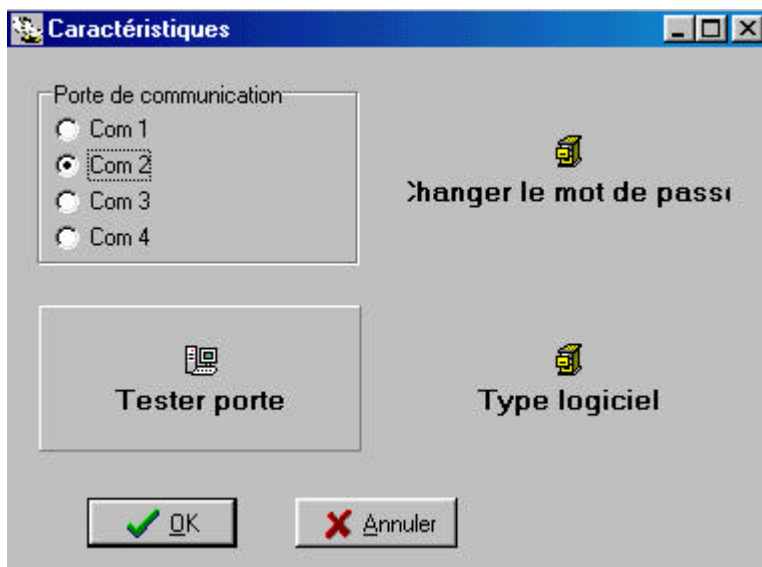 Caractéristiques
Porte de communication
Com 1
Com 2
Com 3
Com 4
hanger le mot de pass
Tester porte
Type logiciel
OK
Annuler